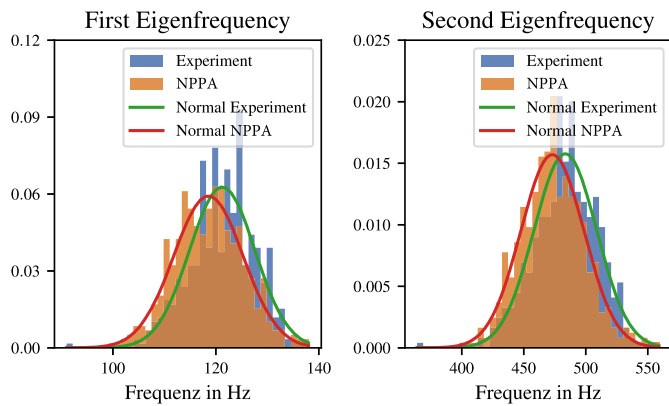 First Eigenfrequency
0.12
0.09
0.06
0.03
0.00
Experiment
NPPA
Normal Experiment
Normal NPPA
100
120
140
Frequenz in Hz
Second Eigenfrequency
0.025
0.020
0.015
0.010
0.005
0.000
Experiment
NPPA
Normal Experiment
Normal NPPA
400
450
500
550
Frequenz in Hz